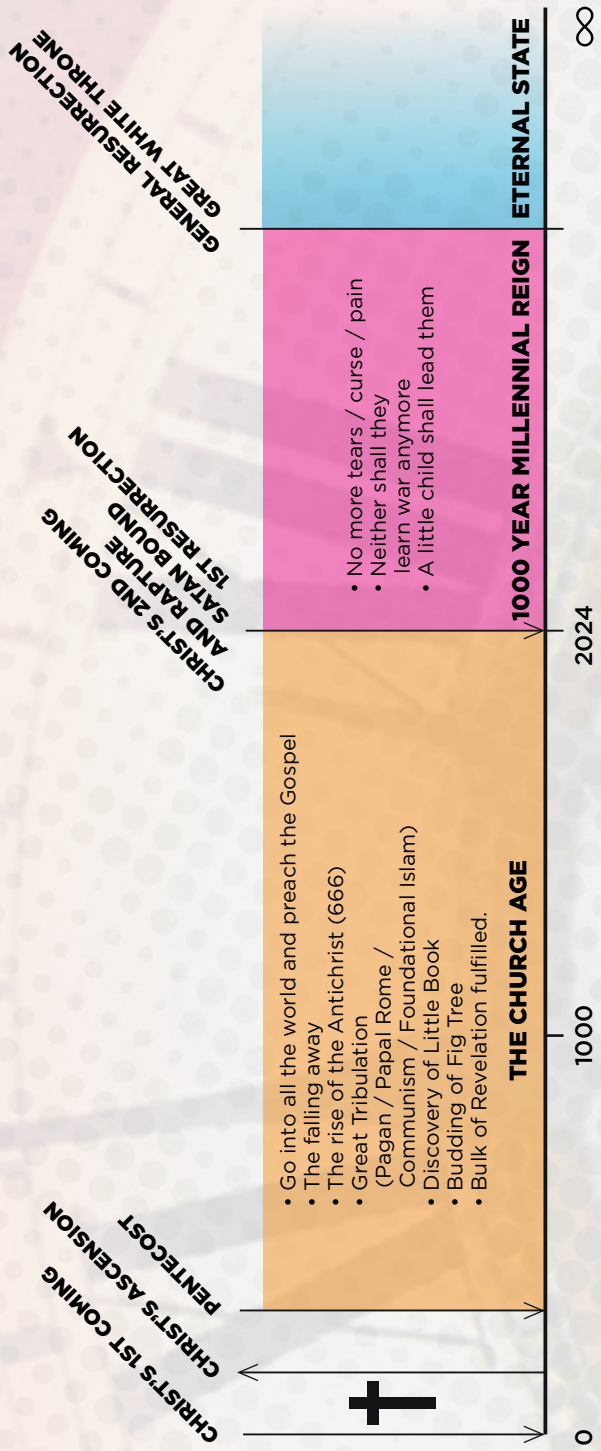 CHRIST'S 1ST COMING
CHRIST'S ASCENSION
PENTECOST
CHRIST'S 2ND COMING
AND RAPTURE
SATAN BOUND
1ST RESURRECTION
GENERAL RESURRECTION
GREAT WHITE THRONE
• Go into all the world and preach the Gospel
• The falling away
• The rise of the Antichrist (666)
• Great Tribulation
(Pagan / Papal Rome /
Communism / Foundational Islam)
• Discovery of Little Book
• Budding of Fig Tree
• Bulk of Revelation fulfilled.
THE CHURCH AGE
• No more tears / curse / pain
• Neither shall they
learn war anymore
• A little child shall lead them
1000 YEAR MILLENNIAL REIGN
ETERNAL STATE
0
1000
2024
∞